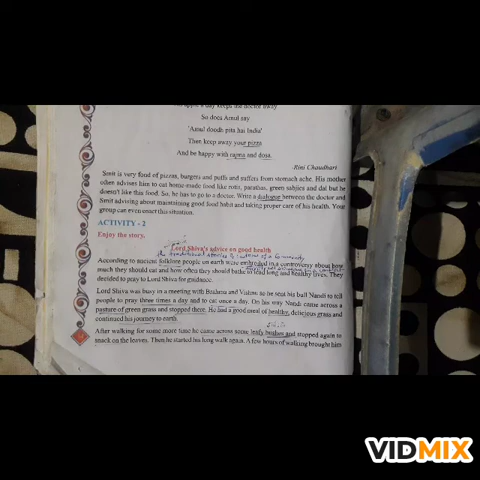 apple a day keeps the doctor away.
So does Amul say
'Amul doodh pita hai India'
Then keep away your pizza
And be happy with rasna and dosa.
-Rini Chaudhari
Smit is very fond of pizzas, burgers and puffs and suffers from stomach ache. His mother
often advises him to eat home-made food like rotis, parathas, green sabjies and dal but he
doesn't like this food. So, he has to go to a doctor. Write a dialogue between the doctor and
Smit advising about maintaining good food habit and taking proper care of his health. Your
group can even enact this situation.
ACTIVITY - 2
Enjoy the story.
Lord Shiva's advice on good health
the traditional stories & of a community
According to ancient folklore people on earth were embroiled in a controversy about how
much they should eat and how often they should bathe to lead long and healthy lives. They
decided to pray to Lord Shiva for guidance.
Lord Shiva was busy in a meeting with Brahma and Vishnu so he sent his bull Nandi to tell
people to pray three times a day and to eat once a day. On his way Nandi came across a
pasture of green grass and stopped there. He had a good meal of healthy, delicious grass and
continued his journey to earth.
After walking for some more time he came across some leafy bushes and stopped again to
snack on the leaves. Then he started his long walk again. A few hours of walking brought him
VIDMIX